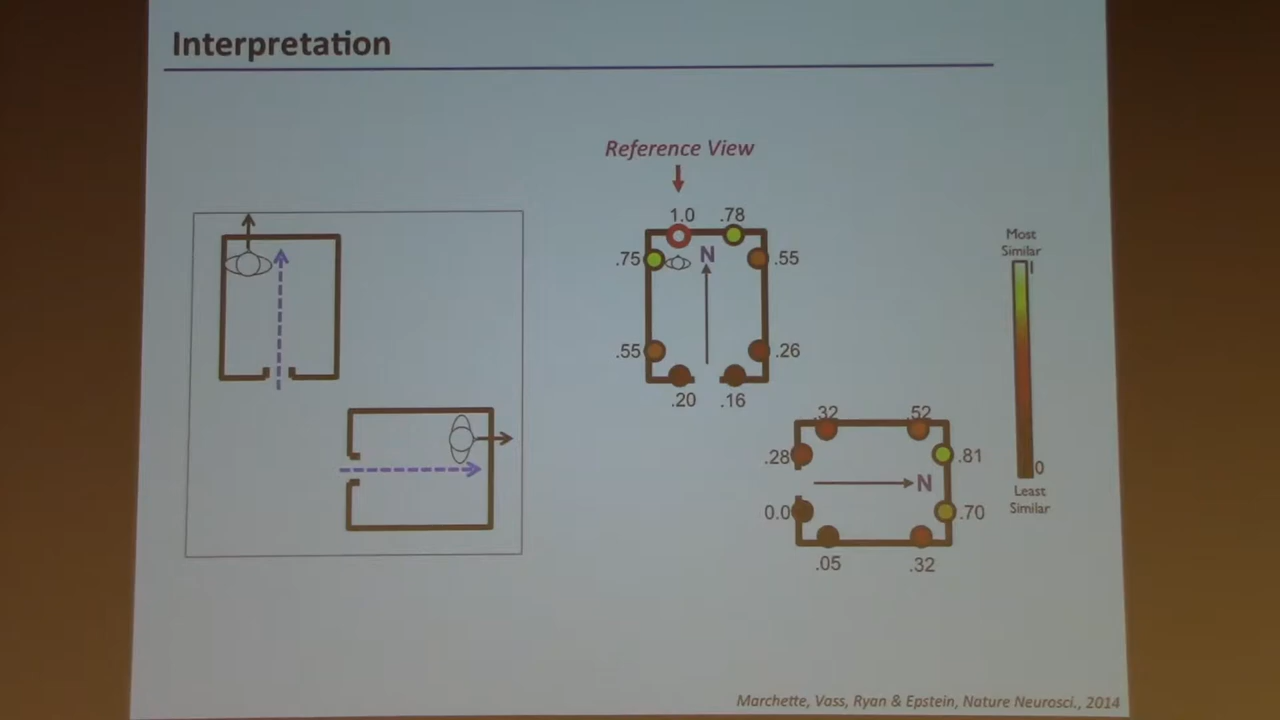 Interpretation
Reference View
1.0 .78
.75 N .55
.55 .26
.20 .16
.32 .52
.28 .81
N
0.0 .70
.05 .32
Most
Similar
1
0
Least
Similar
Marchette, Vass, Ryan & Epstein, Nature Neurosci., 2014